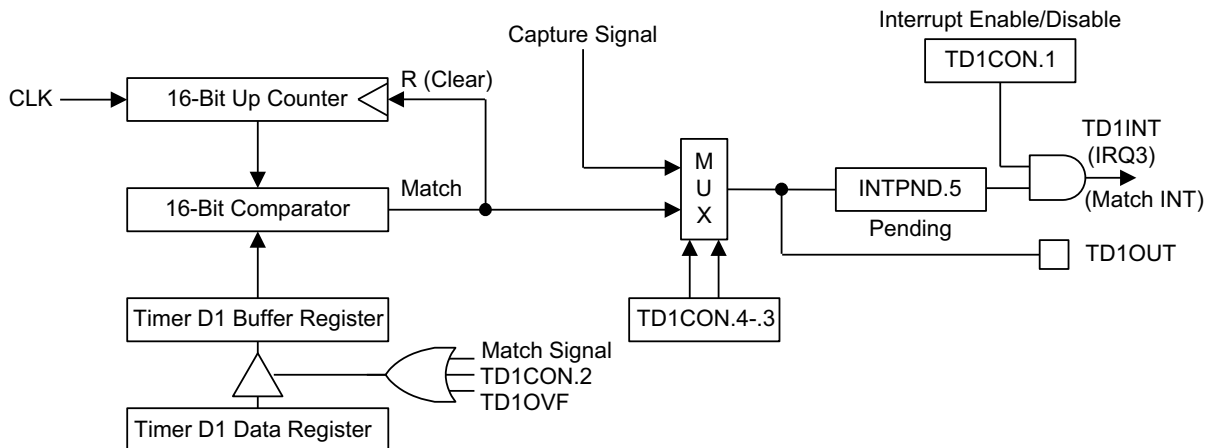 Interrupt Enable/Disable
Capture Signal
TD1CON.1
R (Clear)
CLK
16-Bit Up Counter
TD1INT
(IRQ3)
M
U
X
Match
16-Bit Comparator
INTPND.5
(Match INT)
Pending
TD1OUT
Timer D1 Buffer Register
TD1CON.4-.3
Match Signal
TD1CON.2
TD1OVF
Timer D1 Data Register